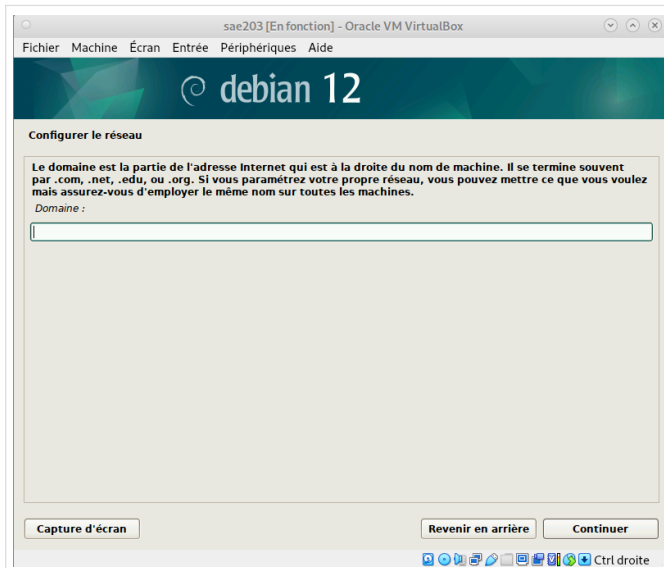 sae203 [En fonction] - Oracle VM VirtualBox
Fichier Machine Écran Entrée Périphériques Aide
debian 12
Configurer le réseau
Le domaine est la partie de l'adresse Internet qui est à la droite du nom de machine. Il se termine souvent
par .com, .net, .edu, ou .org. Si vous paramétrez votre propre réseau, vous pouvez mettre ce que vous voulez
mais assurez-vous d'employer le même nom sur toutes les machines.
Domaine :
Capture d'écran
Revenir en arrière
Continuer
Ctrl droite